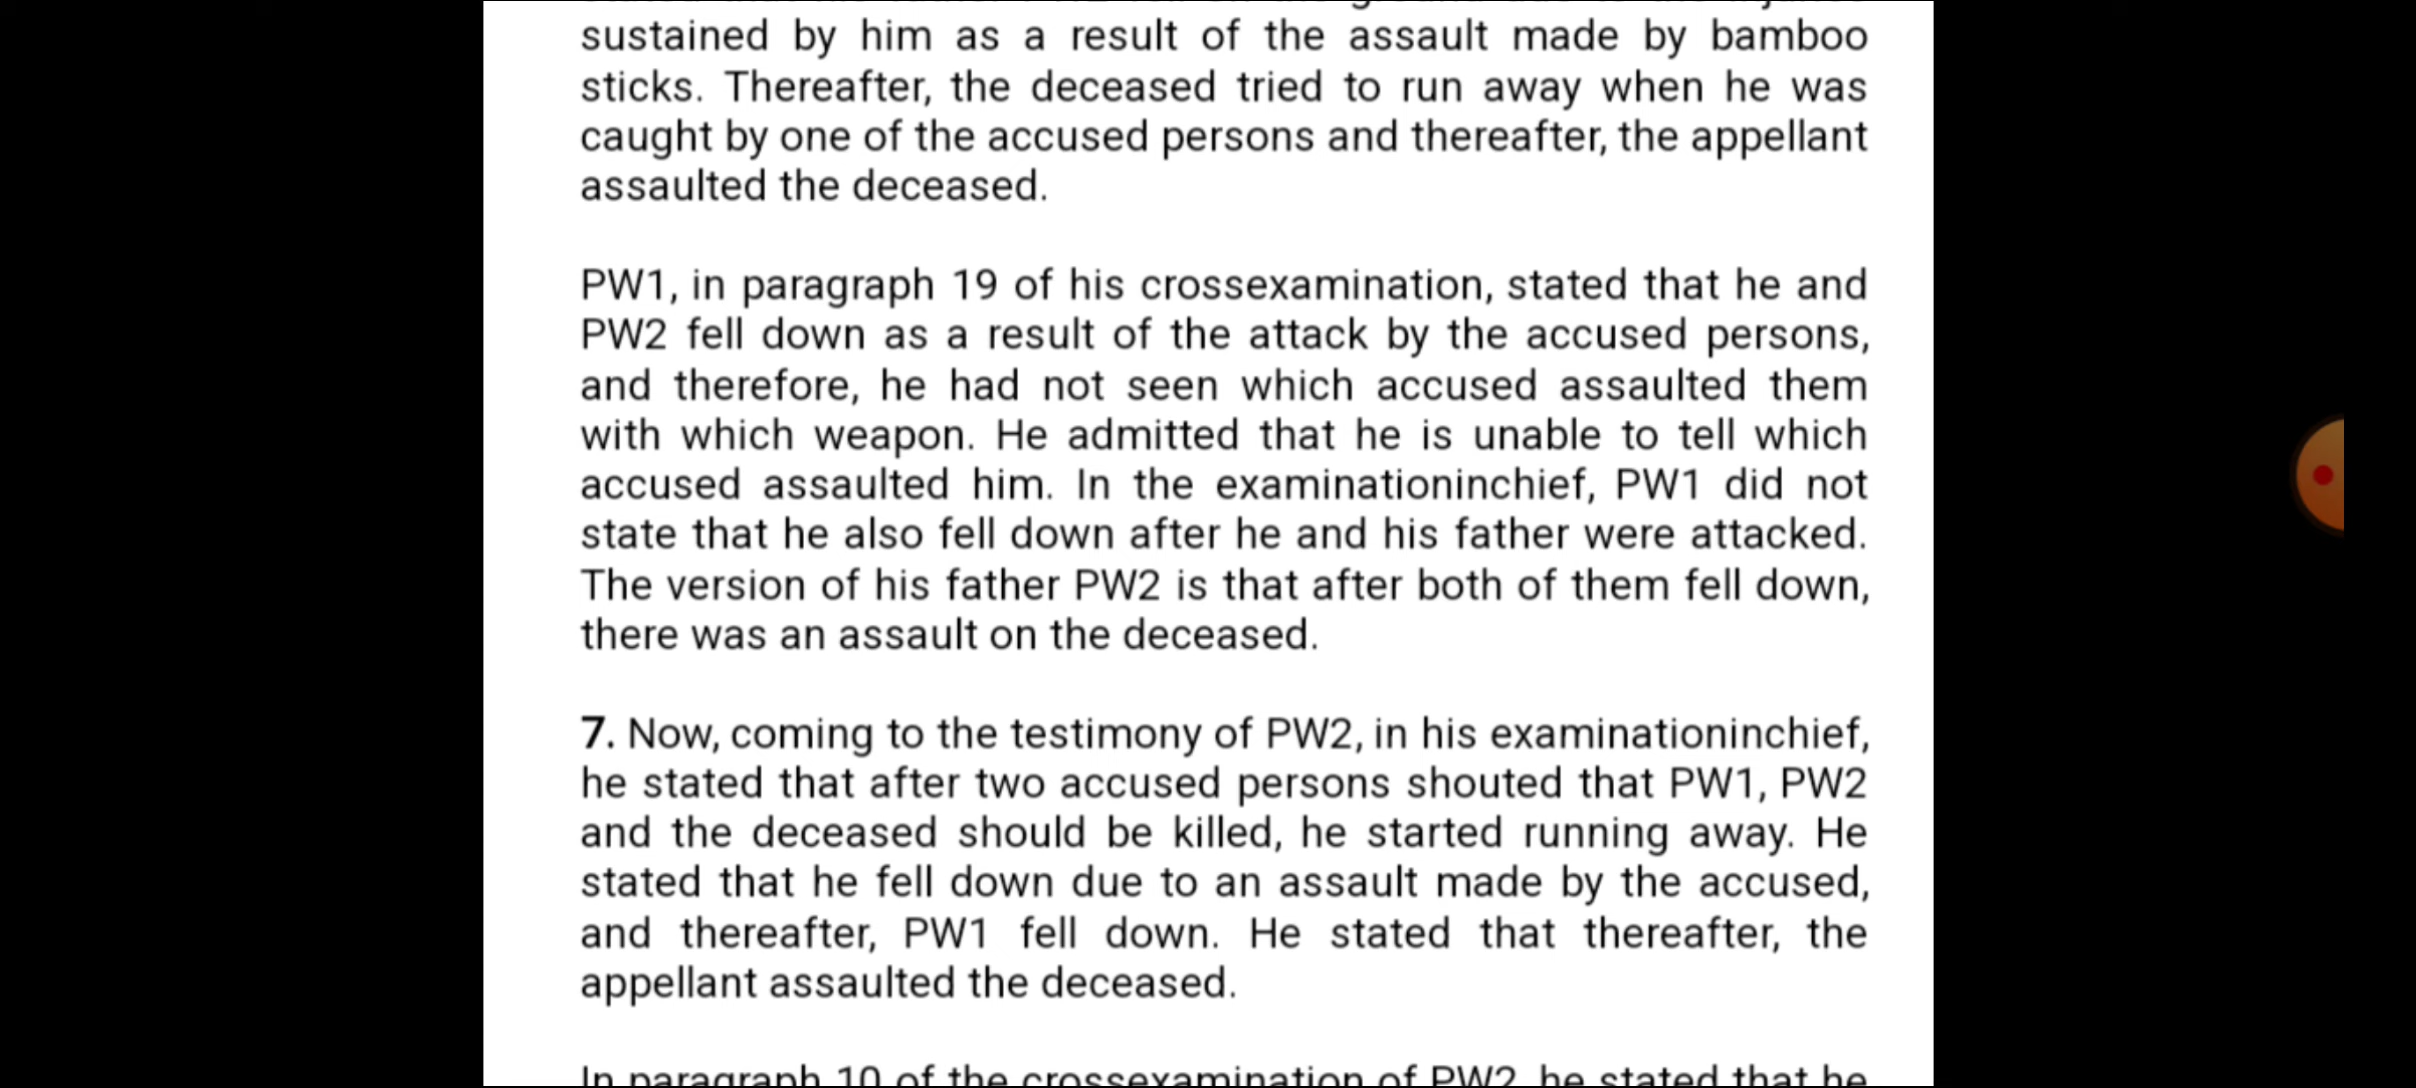 sustained by him as a result of the assault made by bamboo
sticks. Thereafter, the deceased tried to run away when he was
caught by one of the accused persons and thereafter, the appellant
assaulted the deceased.
PW1, in paragraph 19 of his crossexamination, stated that he and
PW2 fell down as a result of the attack by the accused persons,
and therefore, he had not seen which accused assaulted them
with which weapon. He admitted that he is unable to tell which
accused assaulted him. In the examinationinchief, PW1 did not
state that he also fell down after he and his father were attacked.
The version of his father PW2 is that after both of them fell down,
there was an assault on the deceased.
7. Now, coming to the testimony of PW2, in his examinationinchief,
he stated that after two accused persons shouted that PW1, PW2
and the deceased should be killed, he started running away. He
stated that he fell down due to an assault made by the accused,
and thereafter, PW1 fell down. He stated that thereafter, the
appellant assaulted the deceased.
In paragraph 10 of the crossexamination of PW2, he stated that he